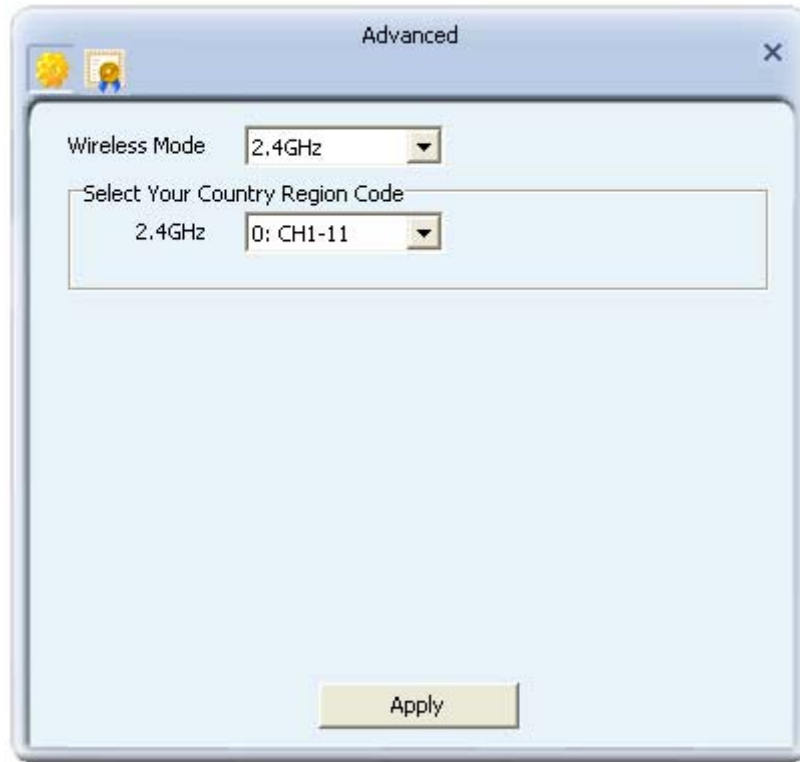 Advanced
Wireless Mode 2.4GHz
Select Your Country Region Code
2.4GHz 0: CH1-11
Apply